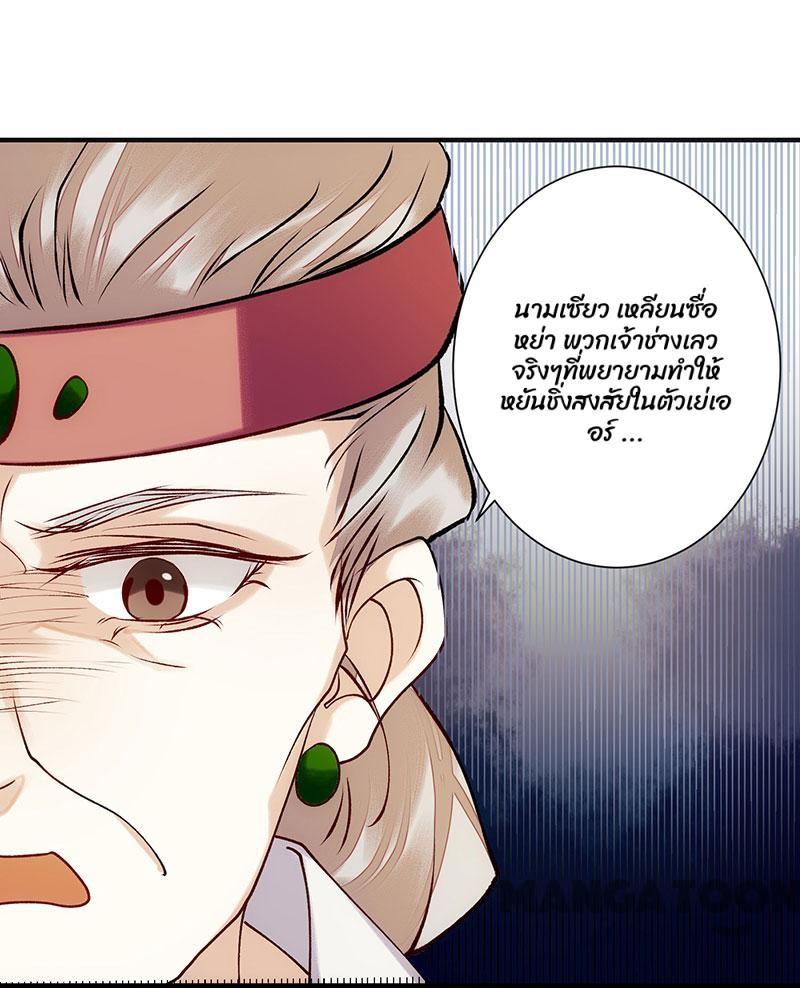 นามเซียว เหลียนซื่อ
หย่า พวกเจ้าช่างเลว
จริงๆที่พยายามทำให้
หยันชิ่งสงสัยในตัวเย่เอ
อร์ ...
MANGATOON